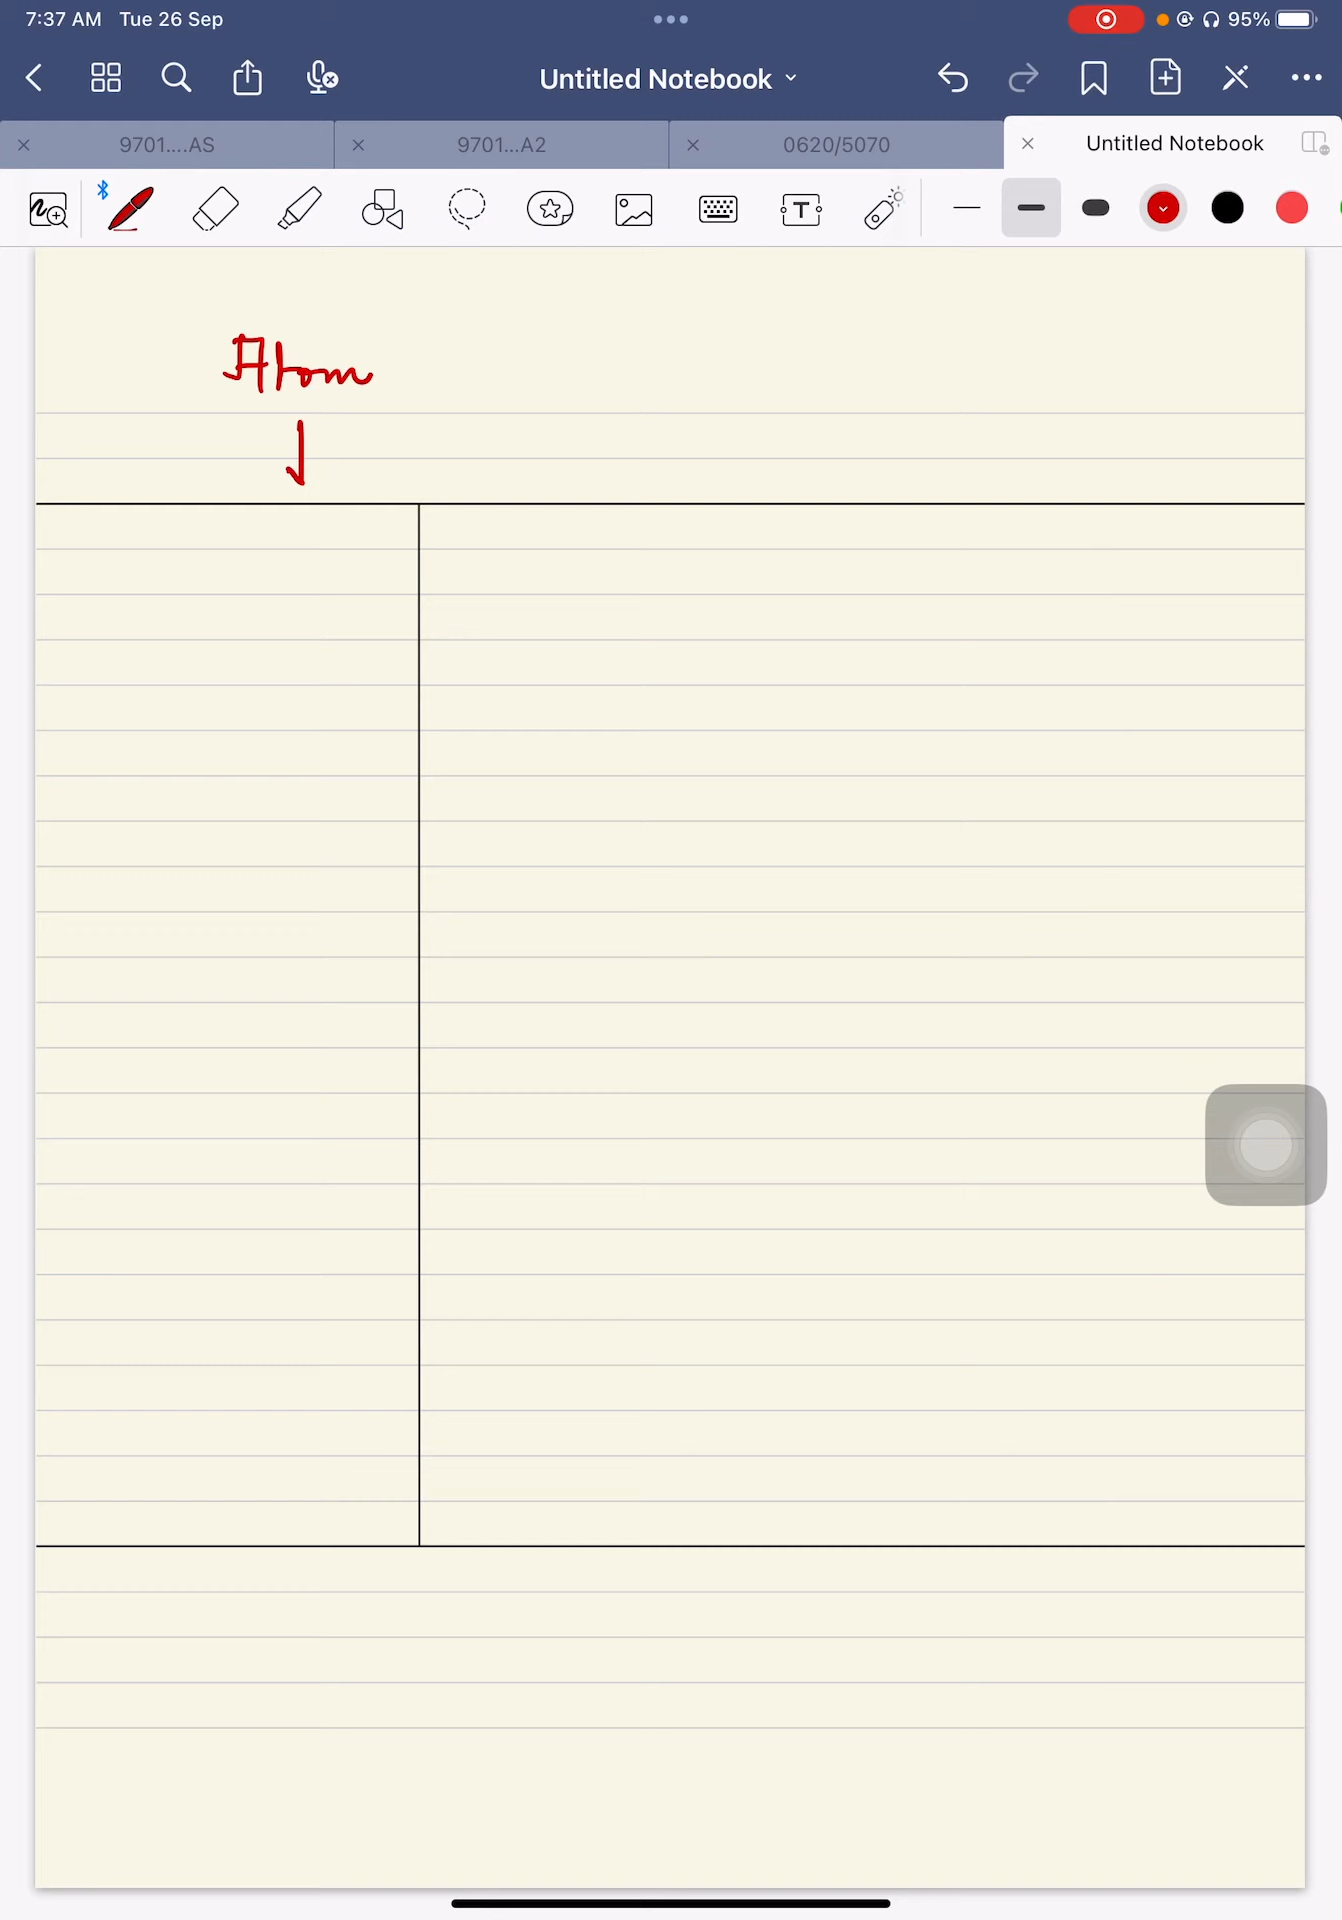 7:37 AM Tue 26 Sep
95%
Untitled Notebook
9701....AS
9701...A2
0620/5070
Untitled Notebook
T
Atom